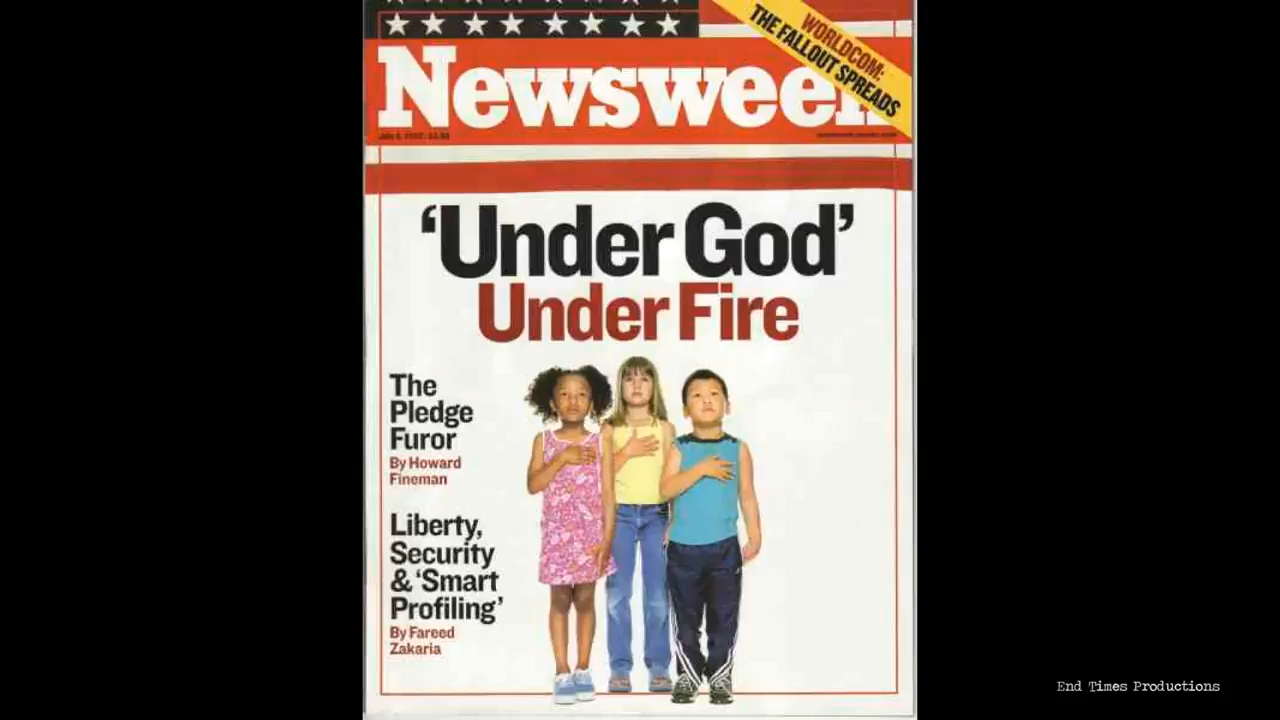 WORLDCOM:
THE FALLOUT SPREADS
Newsweek
'Under God'
Under Fire
The
Pledge
Furor
By Howard
Fineman
Liberty,
Security
& 'Smart
Profiling'
By Fareed
Zakaria
End Times Productions